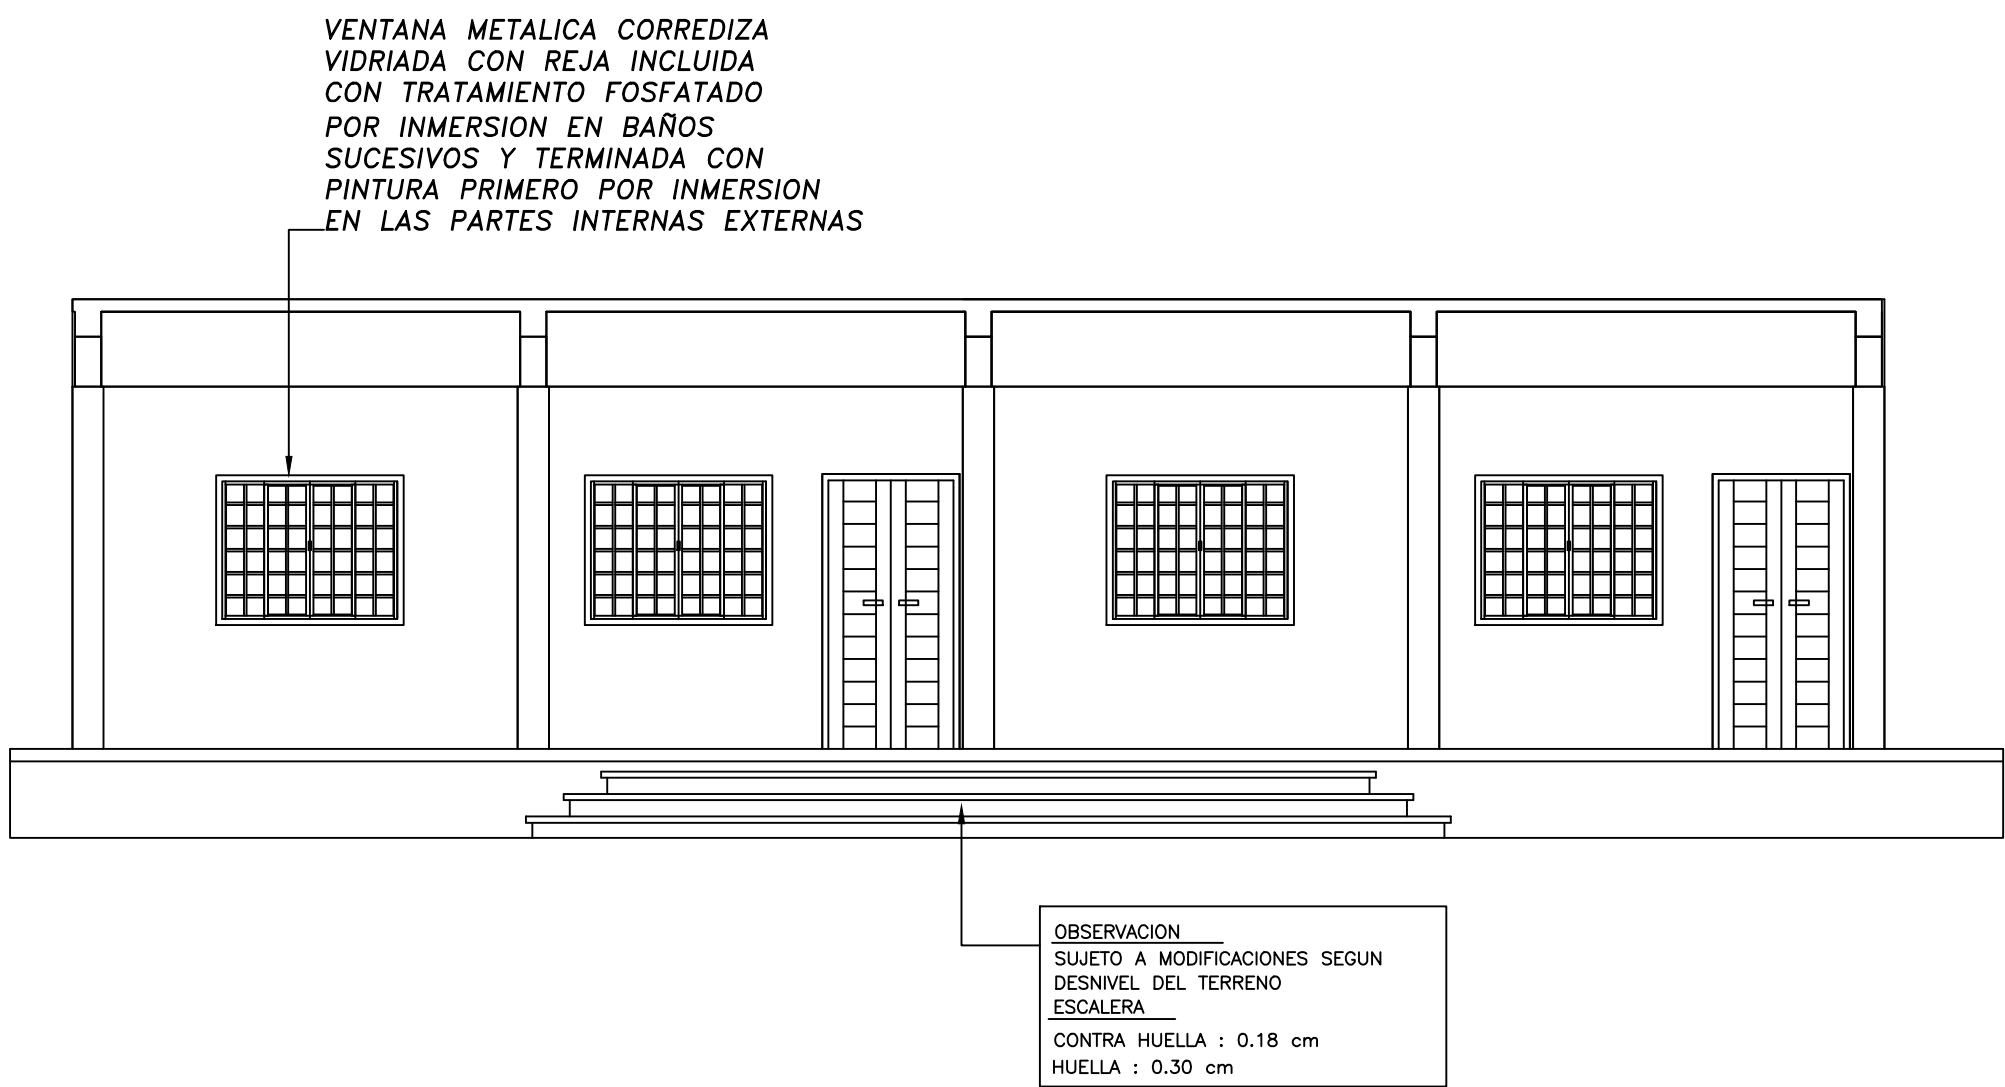 VENTANA METALICA CORREDIZA
VIDRIADA CON REJA INCLUIDA
CON TRATAMIENTO FOSFATADO
POR INMERSION EN BAÑOS
SUCESIVOS Y TERMINADA CON
PINTURA PRIMERO POR INMERSION
EN LAS PARTES INTERNAS EXTERNAS
OBSERVACION
SUJETO A MODIFICACIONES SEGUN
DESNIVEL DEL TERRENO
ESCALERA
CONTRA HUELLA : 0.18 cm
HUELLA : 0.30 cm